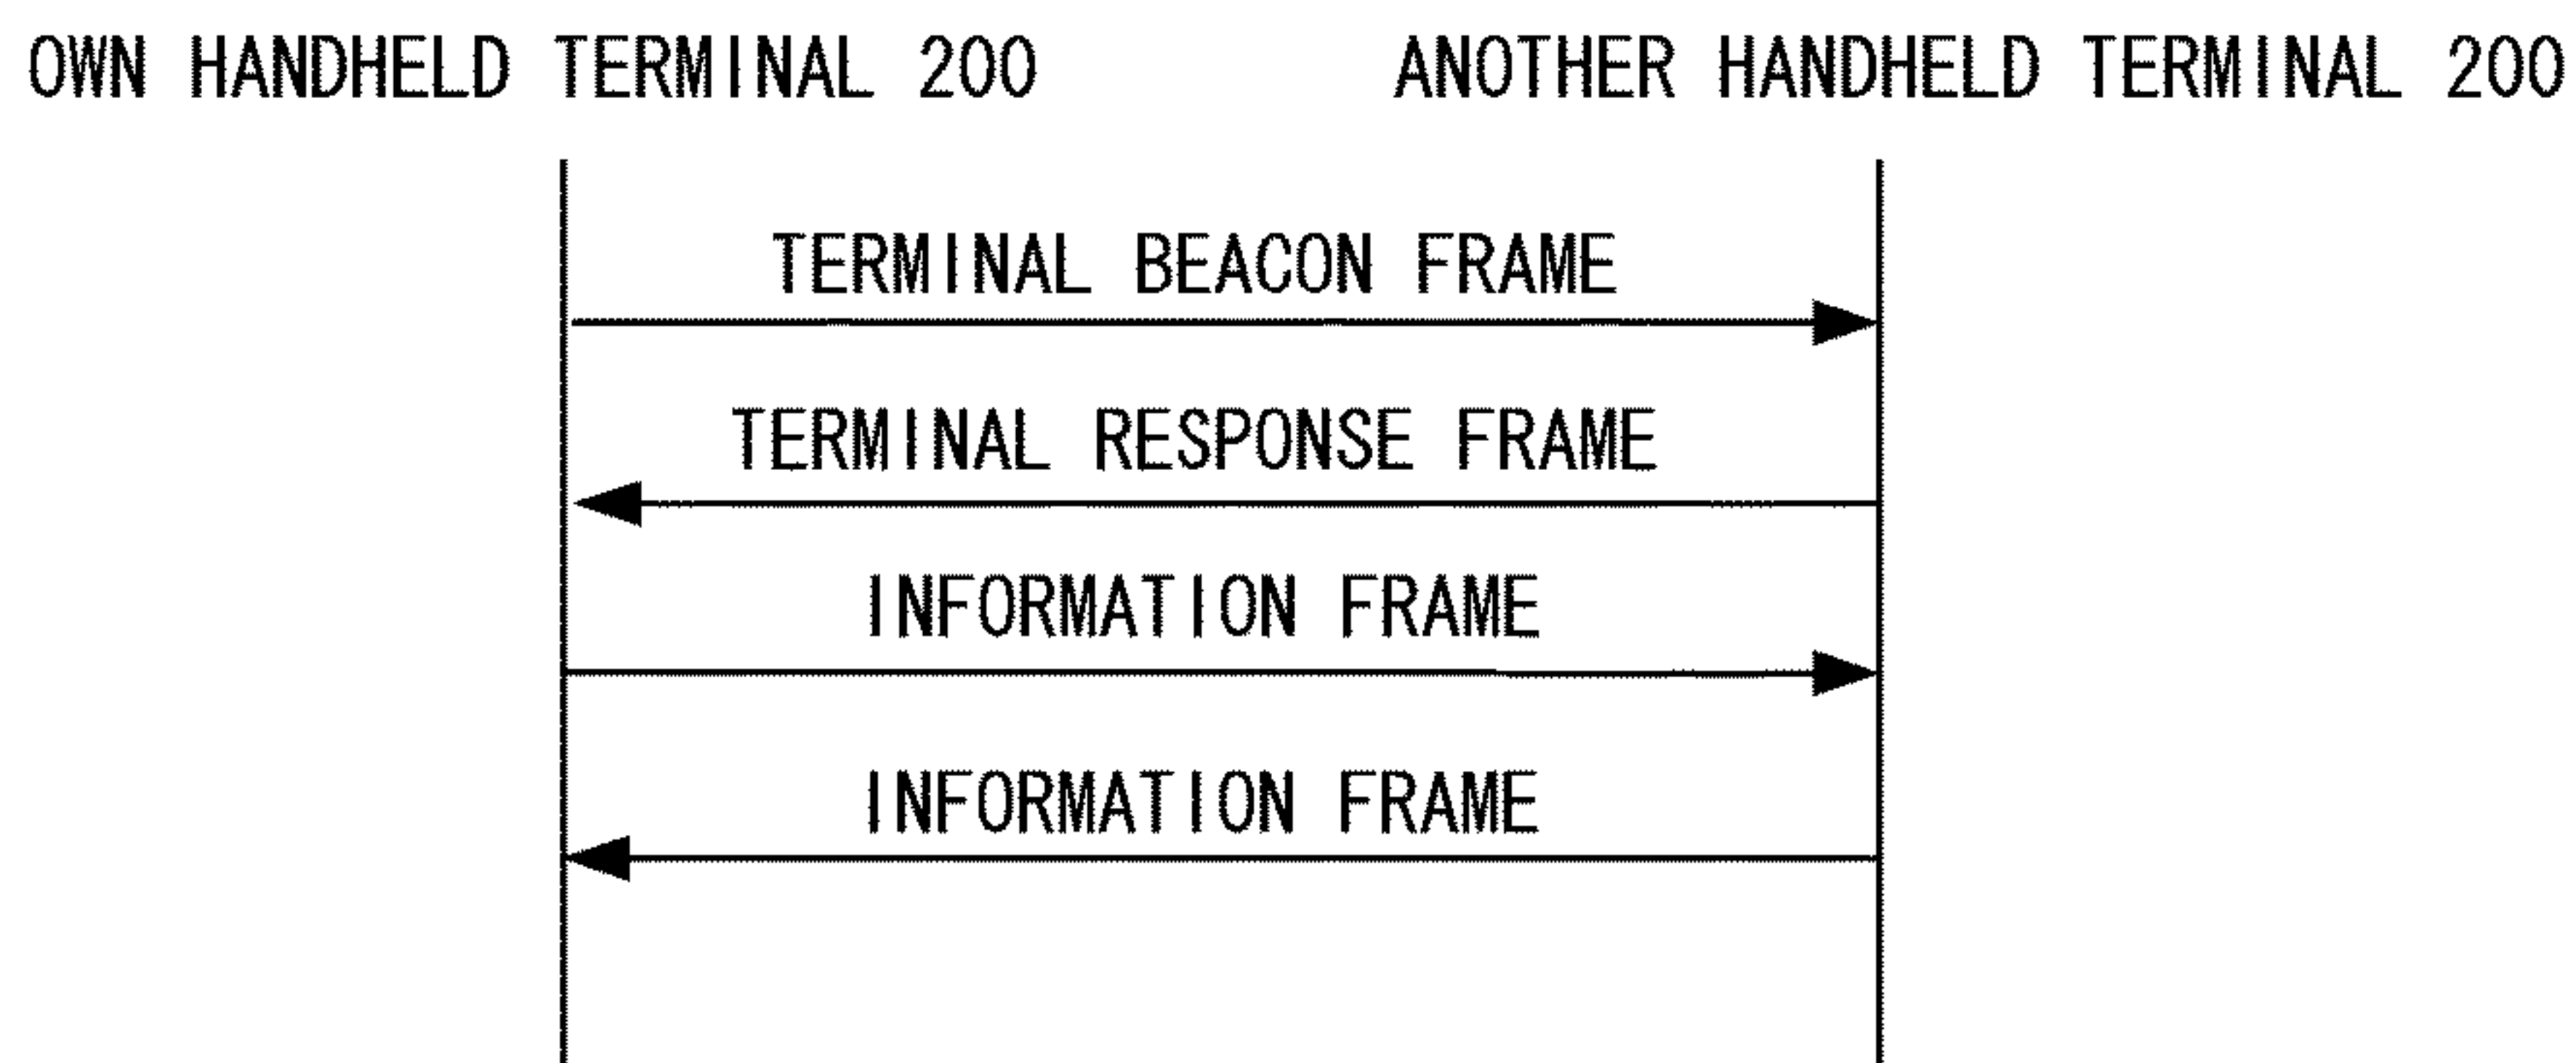 OWN HANDHELD TERMINAL 200
ANOTHER HANDHELD TERMINAL 200
TERMINAL BEACON FRAME
TERMINAL RESPONSE FRAME
INFORMATION FRAME
INFORMATION FRAME